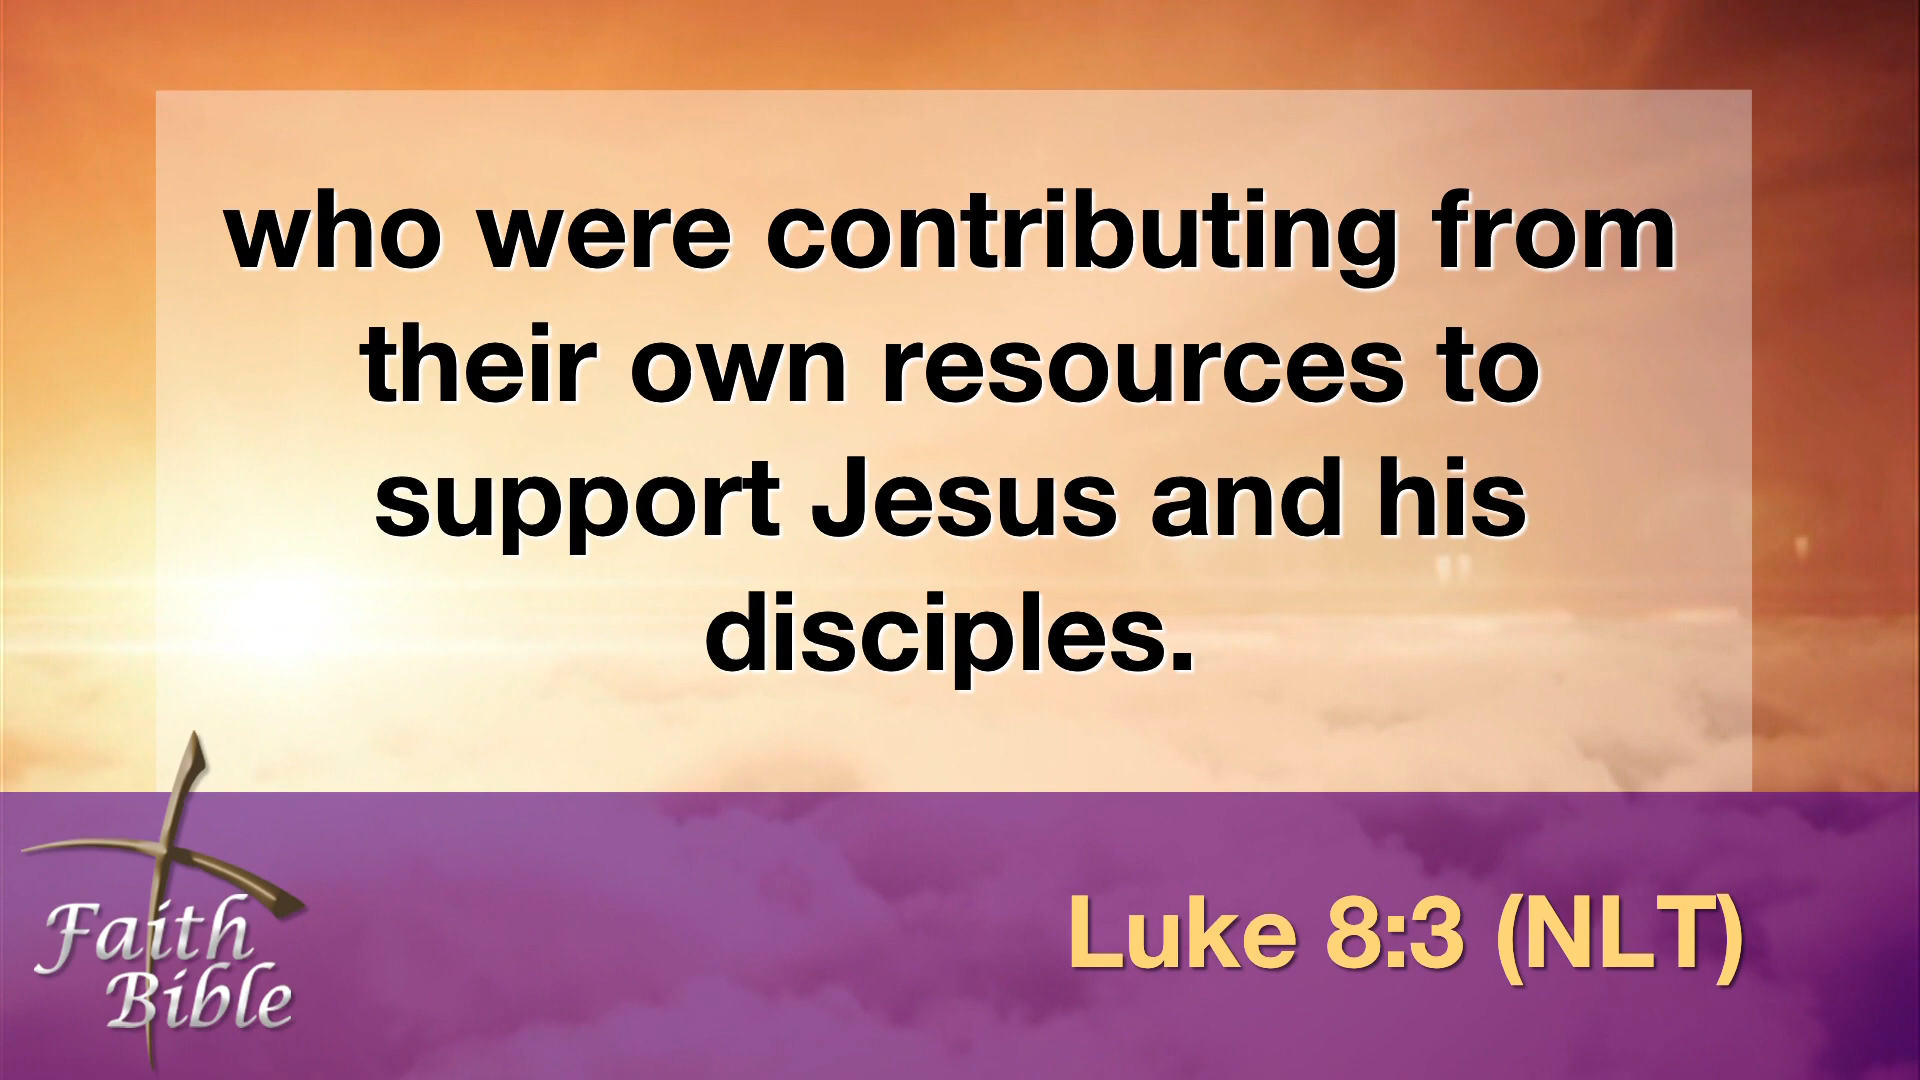 who were contributing from
their own resources to
support Jesus and his
disciples.
Faith
Bible
Luke 8:3 (NLT)